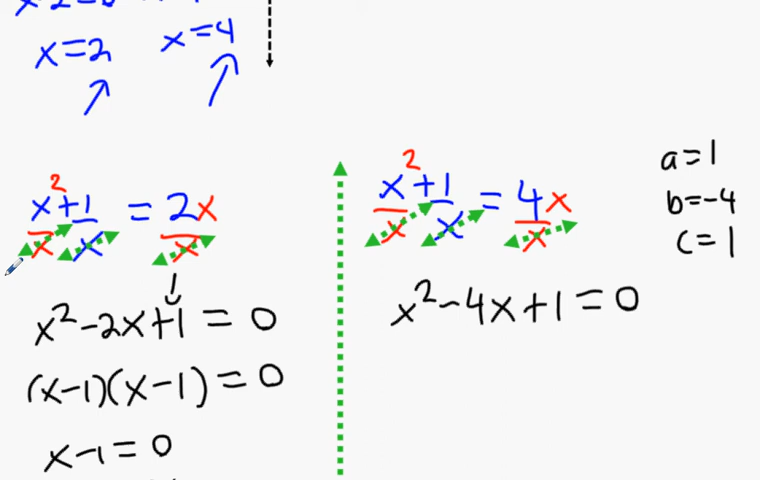 x=2 x=4
x²/x + 1/x = 2x/x
x²-2x+1=0
(x-1)(x-1)=0
x-1=0
x²/x + 1/x = 4x/x
x²-4x+1=0
a=1
b=-4
c=1